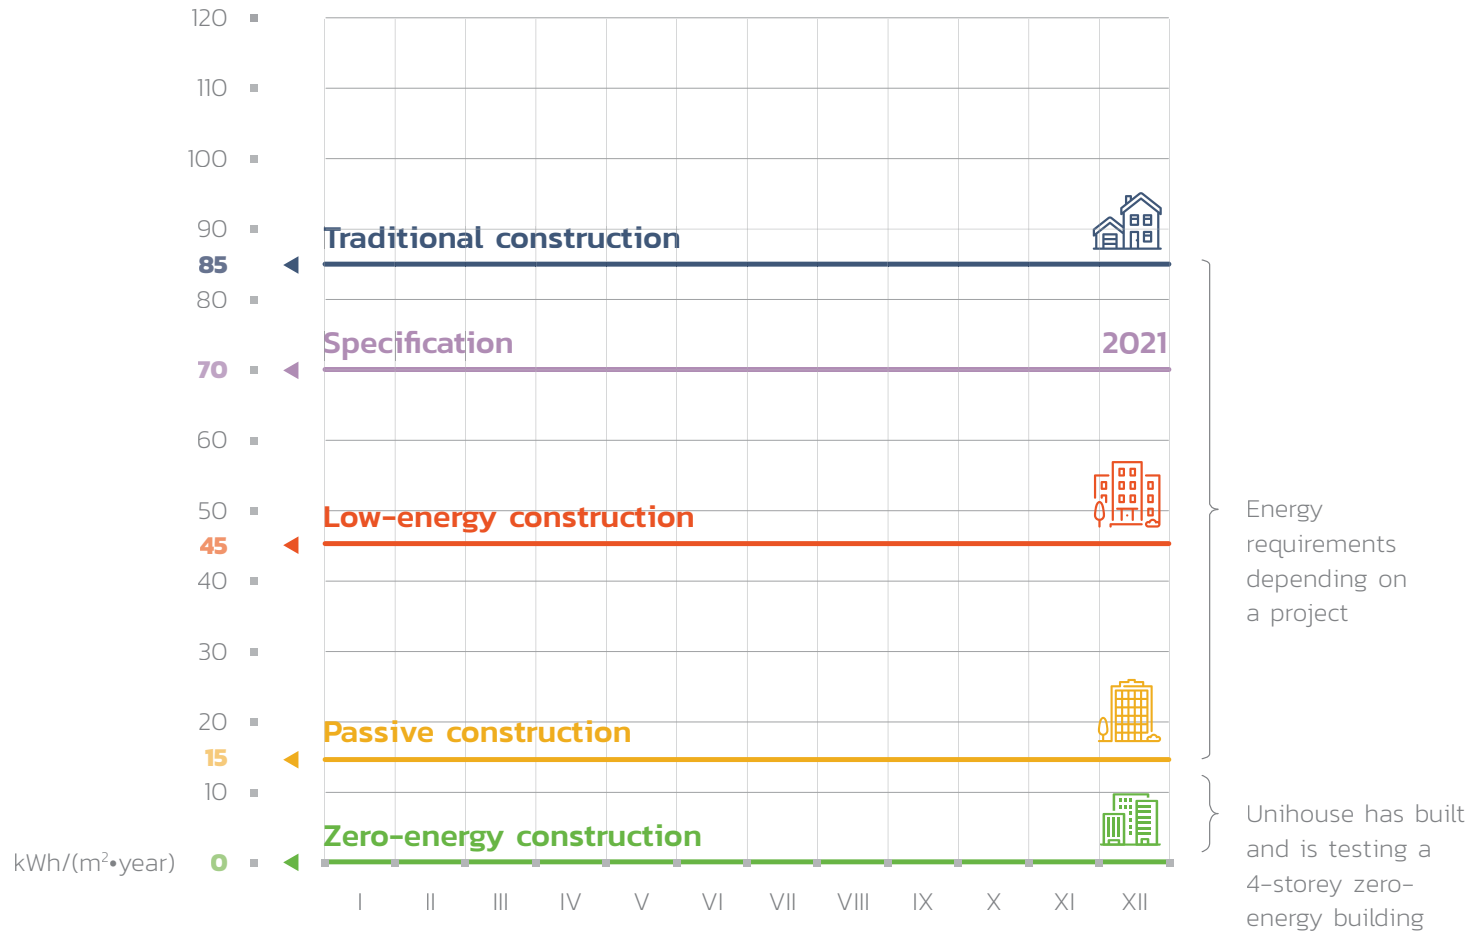 120
110
100
90
Traditional construction
85
80
Specification 2021
70
60
50
Low-energy construction
45
40
30
20
Passive construction
15
10
Zero-energy construction
kWh/(m²•year) 0
I II III IV V VI VII VIII IX X XI XII
Energy
requirements
depending on
a project
Unihouse has built
and is testing a
4-storey zero-
energy building